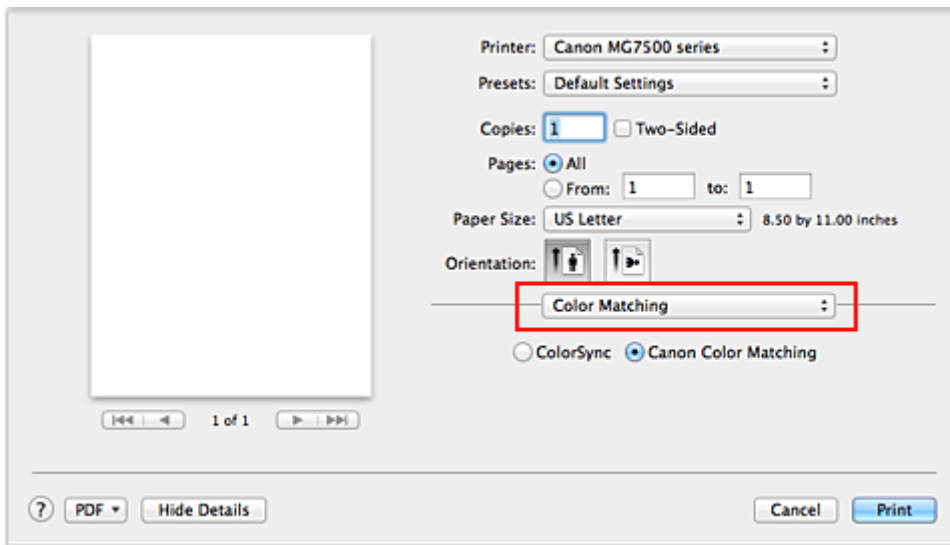 Printer: Canon MG7500 series
Presets: Default Settings
Copies: 1 Two-Sided
Pages: All
From: 1 to: 1
Paper Size: US Letter 8.50 by 11.00 inches
Orientation:
Color Matching
ColorSync Canon Color Matching
1 of 1
? PDF Hide Details Cancel Print